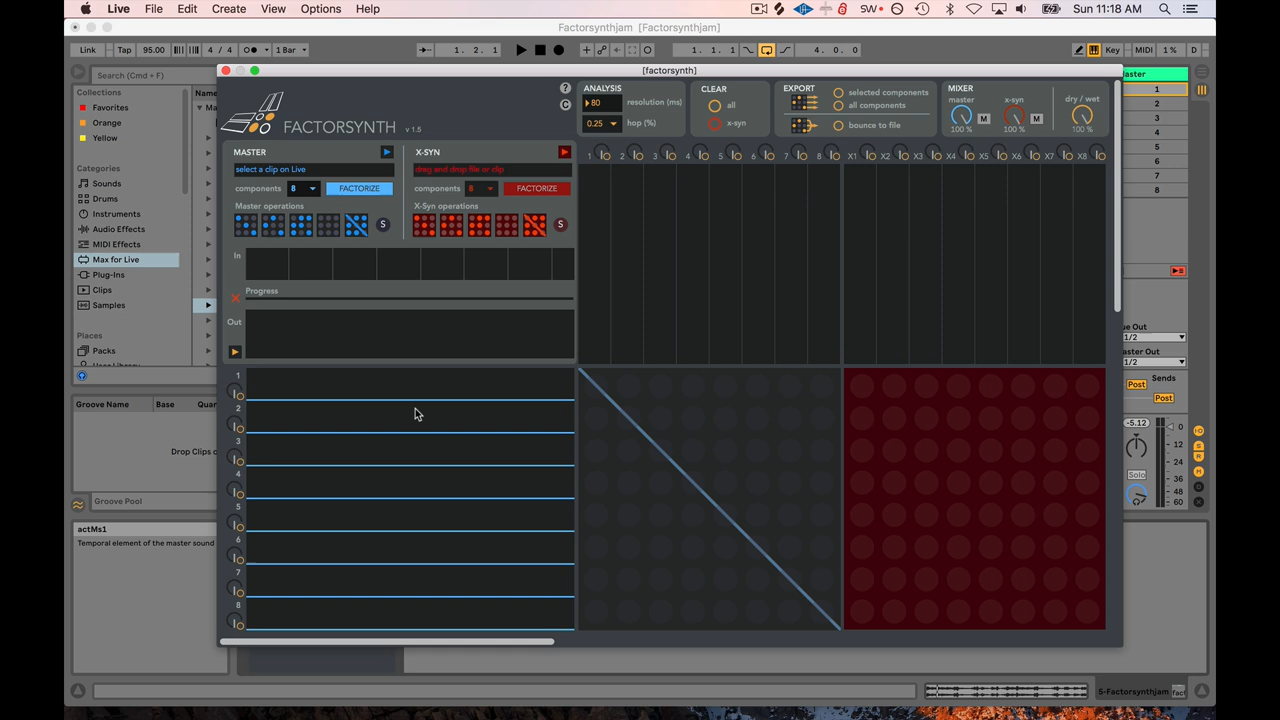 Live File Edit Create View Options Help SW Sun 11:18 AM
Factorsynthjam [Factorsynthjam]
Link Tap 95.00 4 / 4 1 Bar 1. 2. 1 1. 1. 1 4. 0. 0 Key MIDI 1 % D
[factorsynth]
Search (Cmd + F)
Collections
Favorites
Orange
Yellow
Categories
Sounds
Drums
Instruments
Audio Effects
MIDI Effects
Max for Live
Plug-Ins
Clips
Samples
Places
Packs
Ma
FACTORSYNTH v 1.5
?
C
ANALYSIS
80 resolution (ms)
0.25 hop (%)
CLEAR
all
x-syn
EXPORT
selected components
all components
bounce to file
MIXER
master x-syn dry / wet
M M
100 % 100 % 100 %
MASTER
select a clip on Live
components 8 FACTORIZE
Master operations
S
X-SYN
drag and drop file or clip
components 8 FACTORIZE
X-Syn operations
S
In
Progress
Out
1 2 3 4 5 6 7 8 X1 X2 X3 X4 X5 X6 X7 X8
1
2
3
4
5
6
7
8
laster
1
2
3
4
5
6
8
ue Out
1/2
laster Out
1/2
Sends
Post
Post
-5.12
0
12
24
36
48
60
Solo
Groove Name Base Quar
Drop Clips o
Groove Pool
actMs1
Temporal element of the master sound
5-Factorsynthjam fact